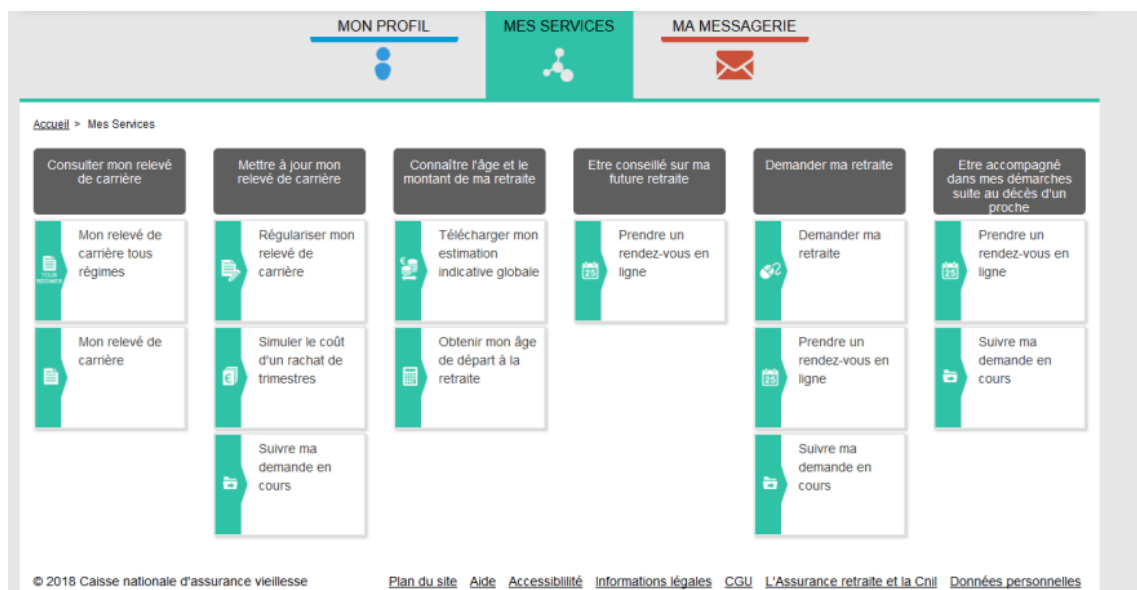 MON PROFIL
MES SERVICES
MA MESSAGERIE
Accueil > Mes Services
Consulter mon relevé
de carrière
Mon relevé de
carrière tous
régimes
TOUS
RÉGIMES
Mon relevé de
carrière
Mettre à jour mon
relevé de carrière
Régulariser mon
relevé de
carrière
Simuler le coût
d'un rachat de
trimestres
Suivre ma
demande en
cours
Connaître l'âge et le
montant de ma retraite
Télécharger mon
estimation
indicative globale
Obtenir mon âge
de départ à la
retraite
Etre conseillé sur ma
future retraite
Prendre un
rendez-vous en
ligne
25
Demander ma retraite
Demander ma
retraite
Prendre un
rendez-vous en
ligne
25
Suivre ma
demande en
cours
Etre accompagné
dans mes démarches
suite au décès d'un
proche
Prendre un
rendez-vous en
ligne
25
Suivre ma
demande en
cours
© 2018 Caisse nationale d'assurance vieillesse
Plan du site Aide Accessiblilité Informations légales CGU L'Assurance retraite et la Cnil Données personnelles